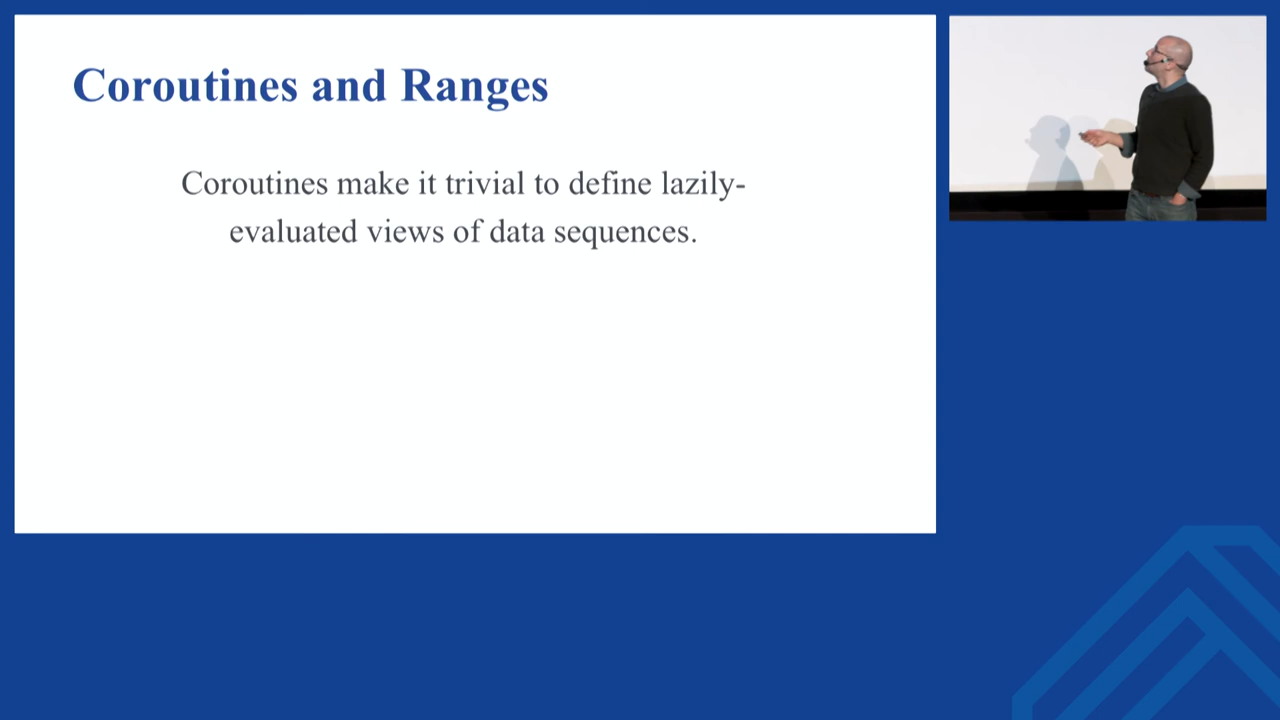 Coroutines and Ranges
Coroutines make it trivial to define lazily-
evaluated views of data sequences.